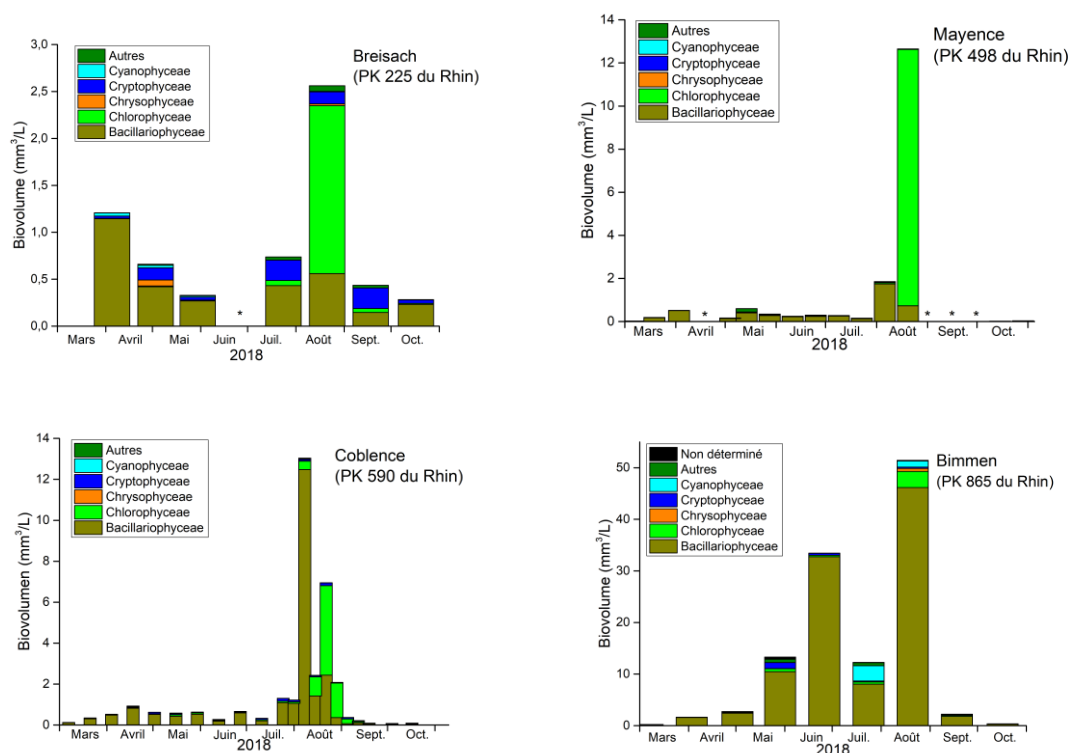 Breisach
(PK 225 du Rhin)
Autres
Cyanophyceae
Cryptophyceae
Chrysophyceae
Chlorophyceae
Bacillariophyceae
Biovolume (mm³/L)
3,0
2,5
2,0
1,5
1,0
0,5
0,0
*
Mars Avril Mai Juin Juil. Août Sept. Oct.
2018
Mayence
(PK 498 du Rhin)
Autres
Cyanophyceae
Cryptophyceae
Chrysophyceae
Chlorophyceae
Bacillariophyceae
Biovolume (mm³/L)
14
12
10
8
6
4
2
0
* * * *
Mars Avril Mai Juin Juil. Août Sept. Oct.
2018
Coblence
(PK 590 du Rhin)
Autres
Cyanophyceae
Cryptophyceae
Chrysophyceae
Chlorophyceae
Bacillariophyceae
Biovolumen (mm³/L)
14
12
10
8
6
4
2
0
Mars Avril Mai Juin Juil. Août Sept. Oct.
2018
Bimmen
(PK 865 du Rhin)
Non déterminé
Autres
Cyanophyceae
Cryptophyceae
Chrysophyceae
Chlorophyceae
Bacillariophyceae
Biovolume (mm³/L)
50
40
30
20
10
0
Mars Avril Mai Juin Juil. Août Sept. Oct.
2018